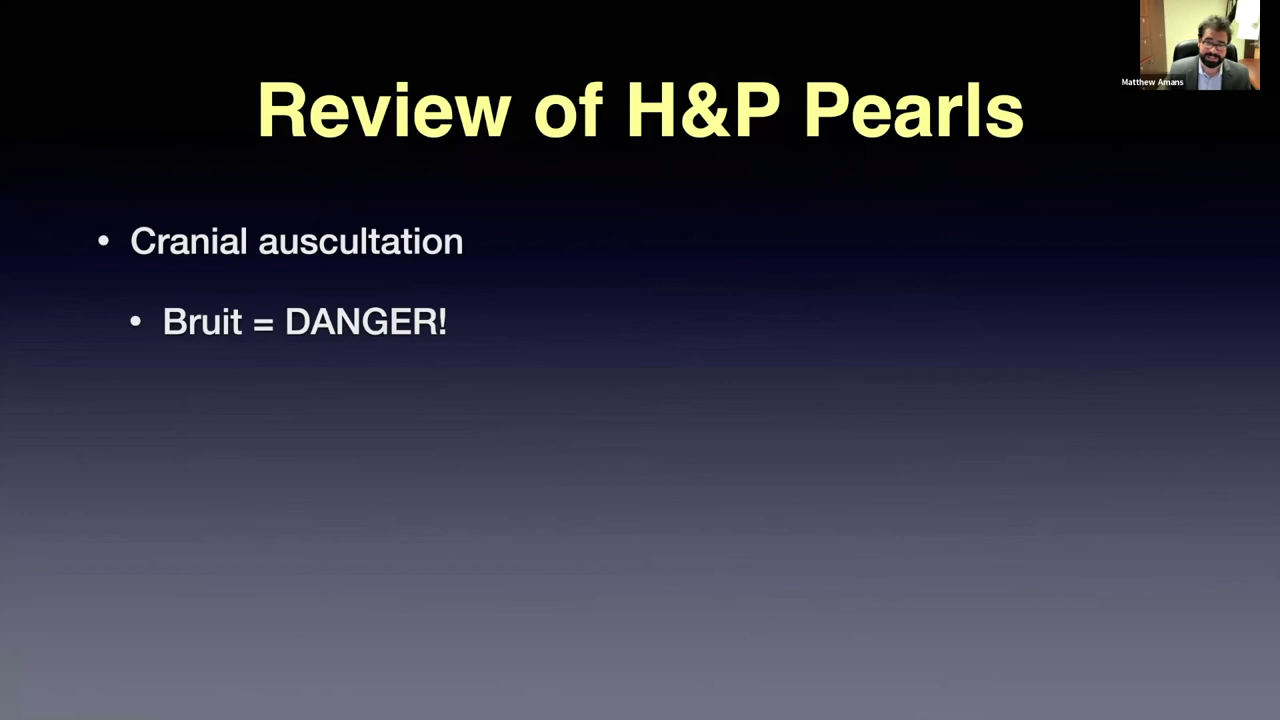 Matthew Amans
Review of H&P Pearls
• Cranial auscultation
• Bruit = DANGER!